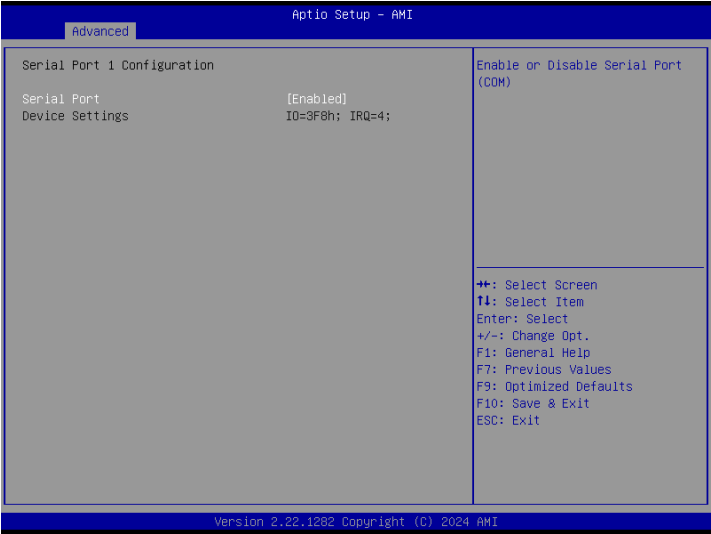 Aptio Setup – AMI
Advanced
Serial Port 1 Configuration
Serial Port [Enabled]
Device Settings IO=3F8h; IRQ=4;
Enable or Disable Serial Port
(COM)
→←: Select Screen
↑↓: Select Item
Enter: Select
+/-: Change Opt.
F1: General Help
F7: Previous Values
F9: Optimized Defaults
F10: Save & Exit
ESC: Exit
Version 2.22.1282 Copyright (C) 2024 AMI